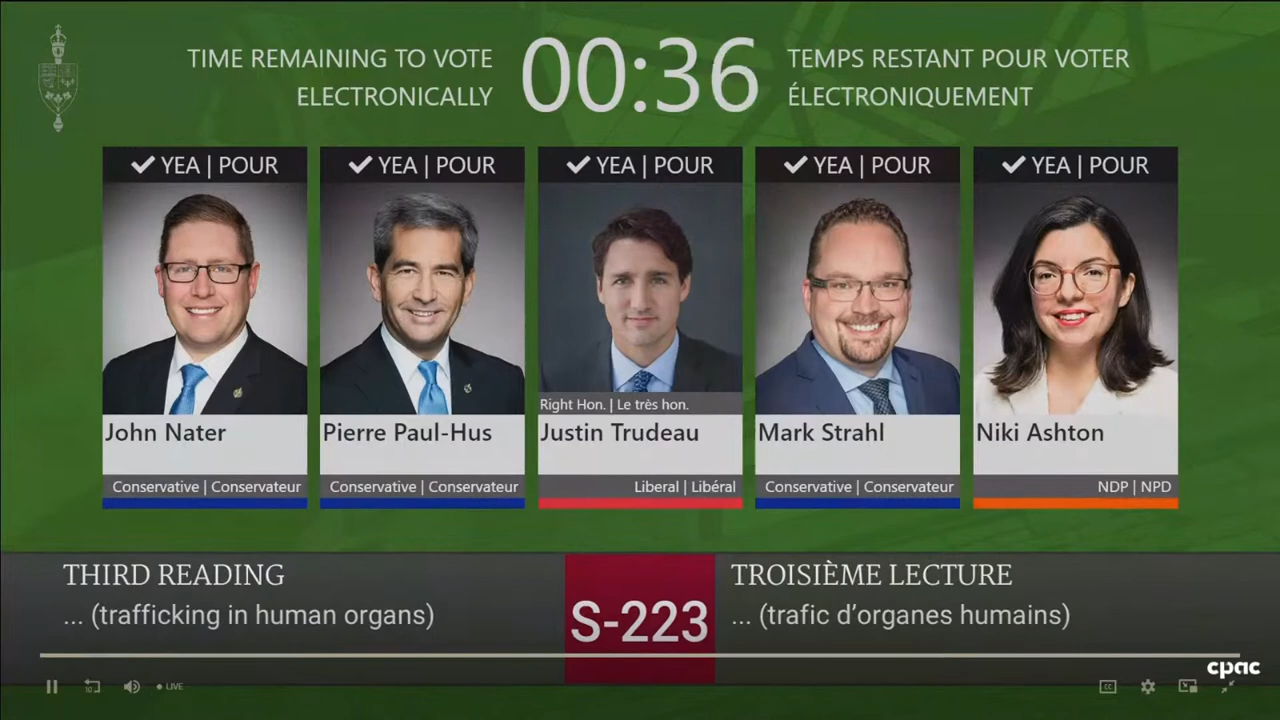 TIME REMAINING TO VOTE
ELECTRONICALLY
00:36
TEMPS RESTANT POUR VOTER
ÉLECTRONIQUEMENT
YEA | POUR
YEA | POUR
YEA | POUR
YEA | POUR
YEA | POUR
Right Hon. | Le très hon.
John Nater
Pierre Paul-Hus
Justin Trudeau
Mark Strahl
Niki Ashton
Conservative | Conservateur
Conservative | Conservateur
Liberal | Libéral
Conservative | Conservateur
NDP | NPD
THIRD READING
... (trafficking in human organs)
S-223
TROISIÈME LECTURE
... (trafic d’organes humains)
cpac
10
LIVE
CC